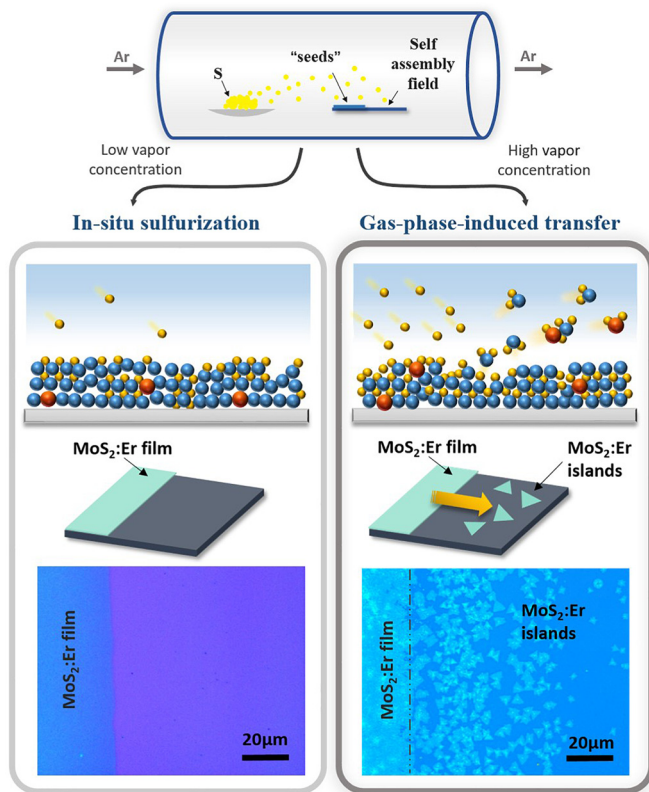 Ar
S
“seeds”
Self
assembly
field
Ar
Low vapor
concentration
High vapor
concentration
In-situ sulfurization
Gas-phase-induced transfer
MoS₂:Er film
MoS₂:Er film
MoS₂:Er
islands
MoS₂:Er film
20µm
MoS₂:Er film
MoS₂:Er
islands
20µm